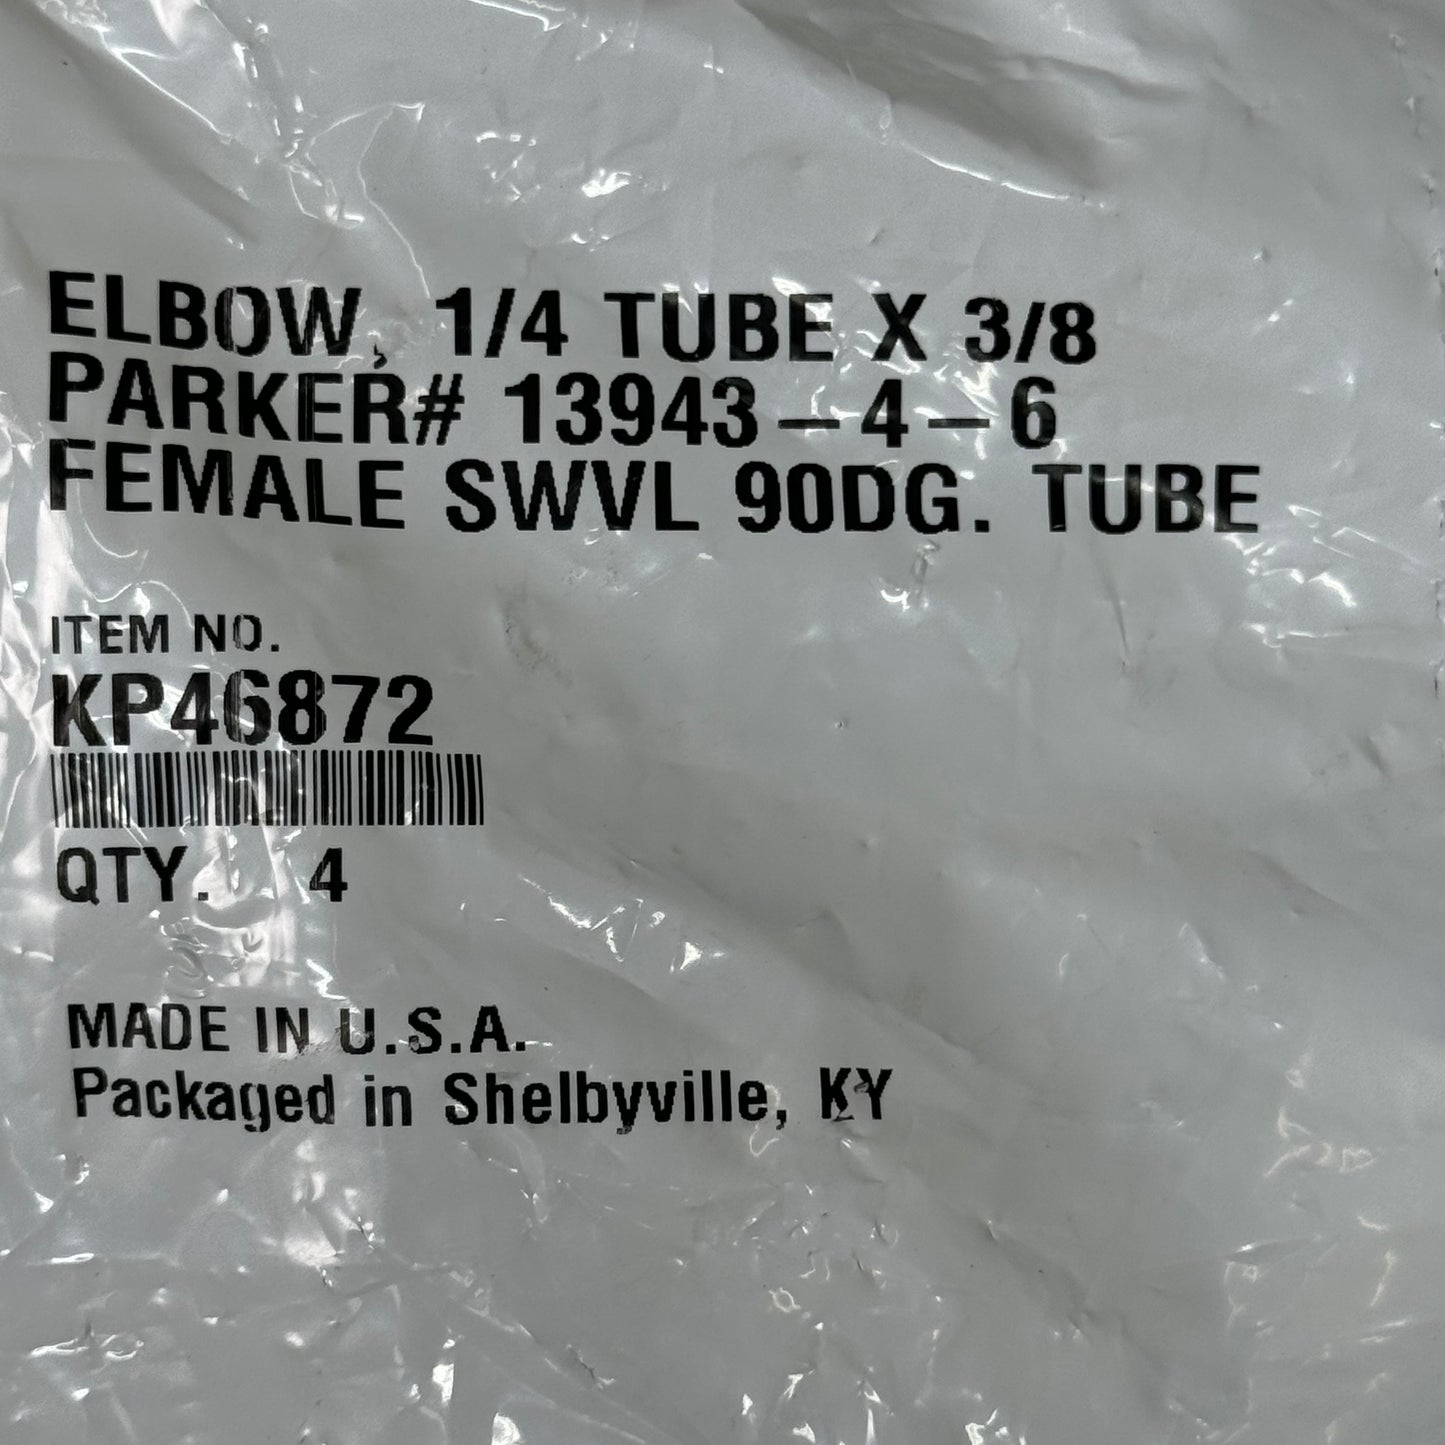 ELBOW, 1/4 TUBE X 3/8
PARKER# 13943-4-6
FEMALE SWVL 90DG. TUBE
ITEM NO.
KP46872
QTY. 4
MADE IN U.S.A.
Packaged in Shelbyville, KY